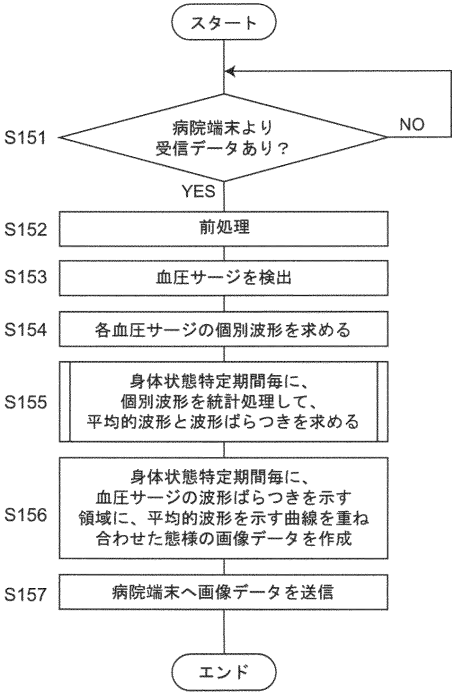 スタート
S151
病院端末より
受信データあり？
NO
YES
S152
前処理
S153
血圧サージを検出
S154
各血圧サージの個別波形を求める
S155
身体状態特定期間毎に、
個別波形を統計処理して、
平均的波形と波形ばらつきを求める
S156
身体状態特定期間毎に、
血圧サージの波形ばらつきを示す
領域に、平均的波形を示す曲線を重ね
合わせた態様の画像データを作成
S157
病院端末へ画像データを送信
エンド